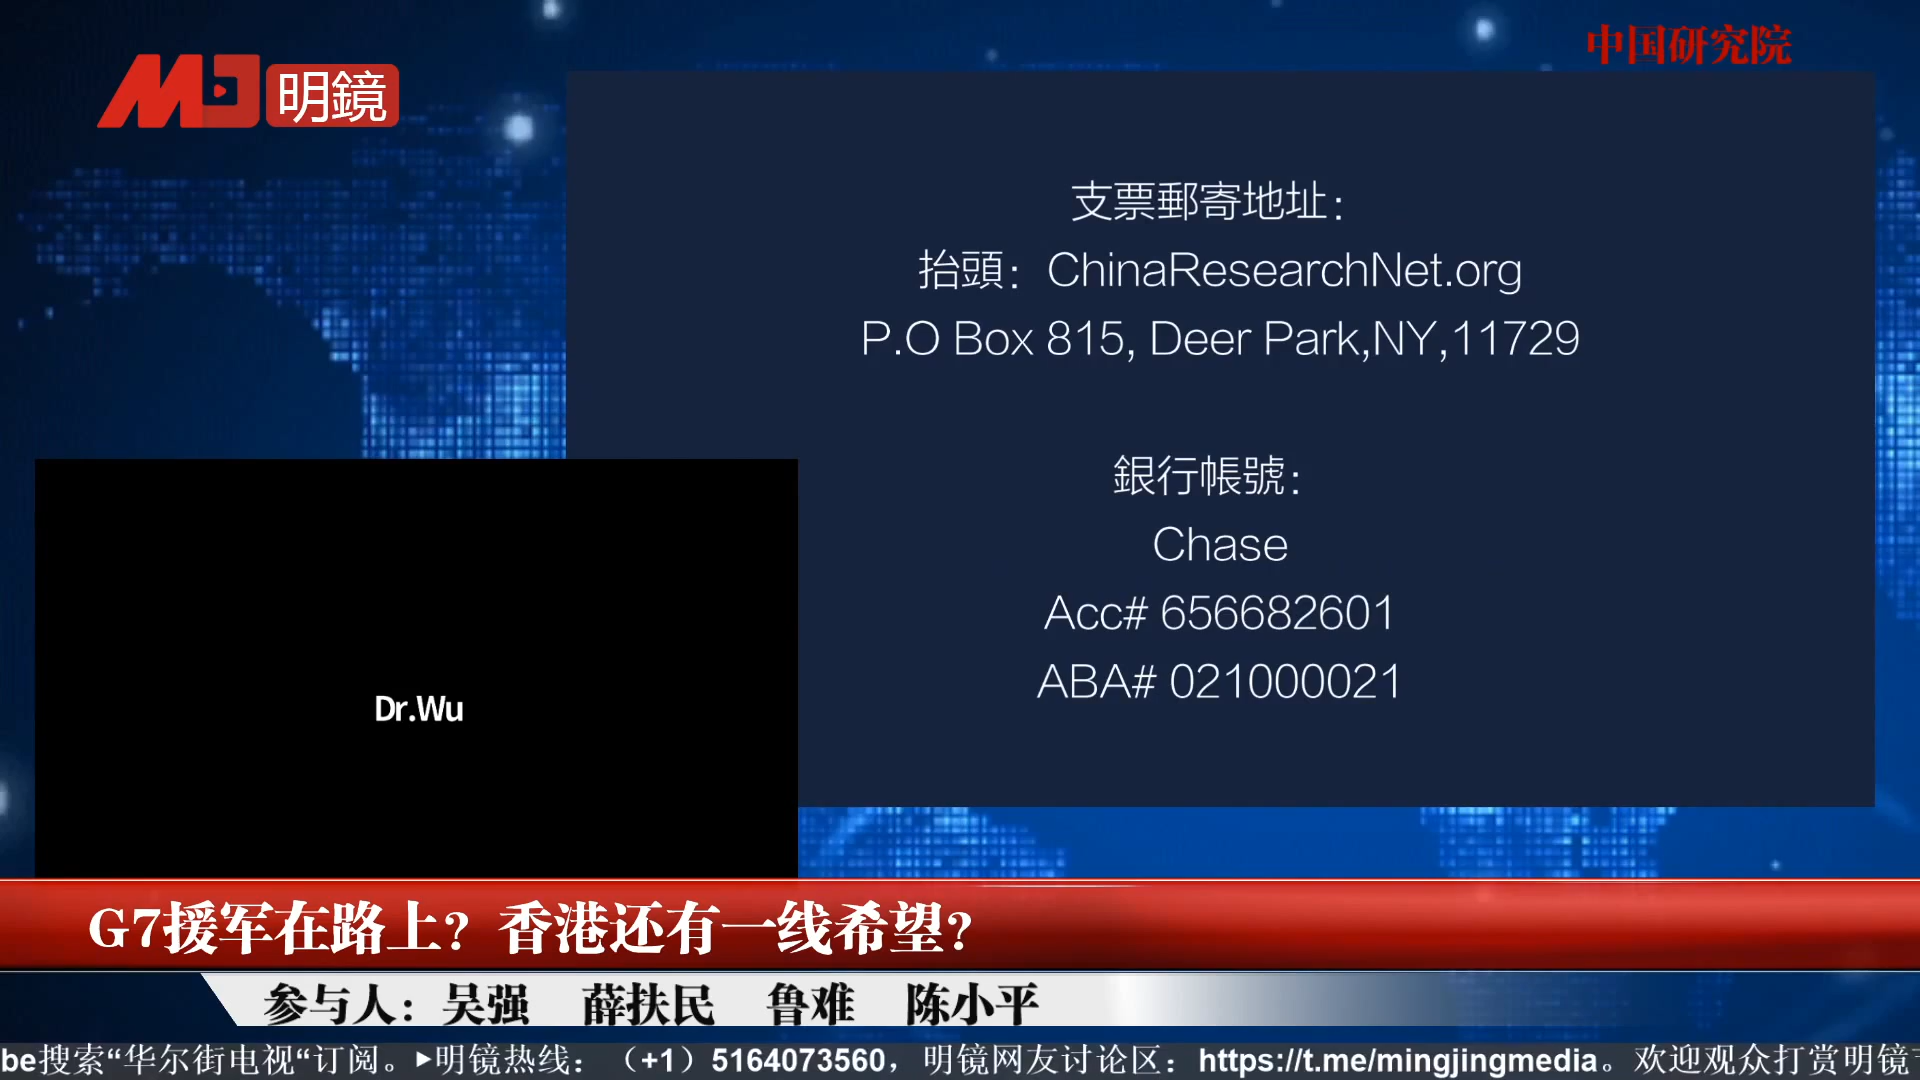 中国研究院
明鏡
支票郵寄地址：
抬頭：ChinaResearchNet.org
P.O Box 815, Deer Park,NY,11729
銀行帳號：
Chase
Acc# 656682601
ABA# 021000021
Dr.Wu
G7援军在路上？香港还有一线希望？
参与人：吴强 薛扶民 鲁难 陈小平
be搜索“华尔街电视“订阅。▶明镜热线：（+1）5164073560，明镜网友讨论区：https://t.me/mingjingmedia。欢迎观众打赏明镜